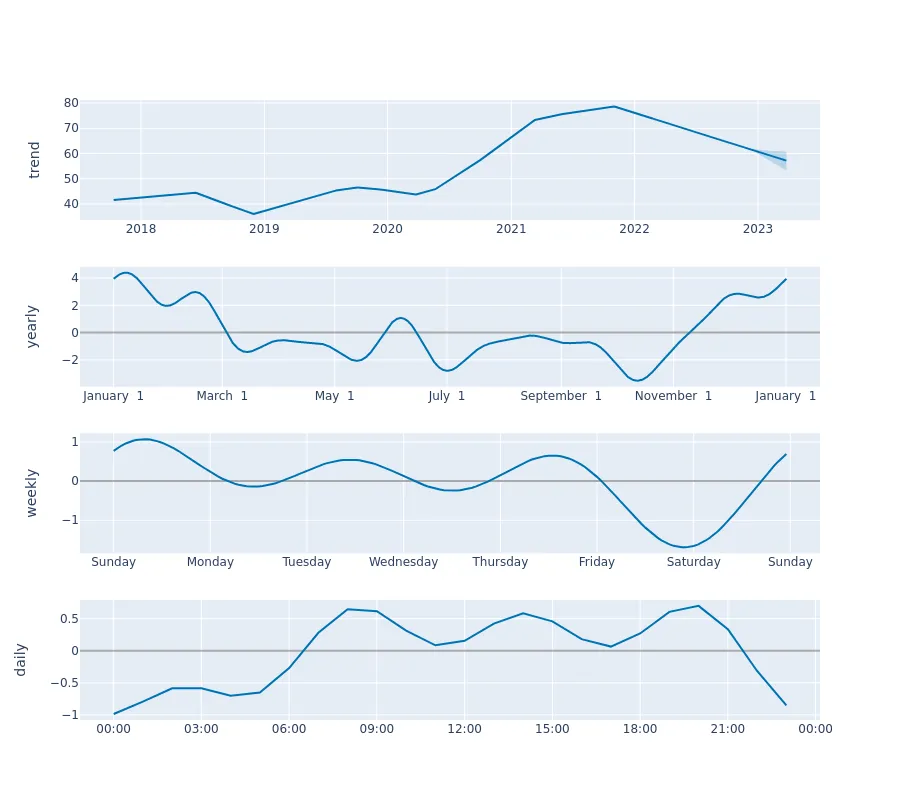 trend
80
70
60
50
40
2018 2019 2020 2021 2022 2023
yearly
4
2
0
−2
January 1 March 1 May 1 July 1 September 1 November 1 January 1
weekly
1
0
−1
Sunday Monday Tuesday Wednesday Thursday Friday Saturday Sunday
daily
0.5
0
−0.5
−1
00:00 03:00 06:00 09:00 12:00 15:00 18:00 21:00 00:00